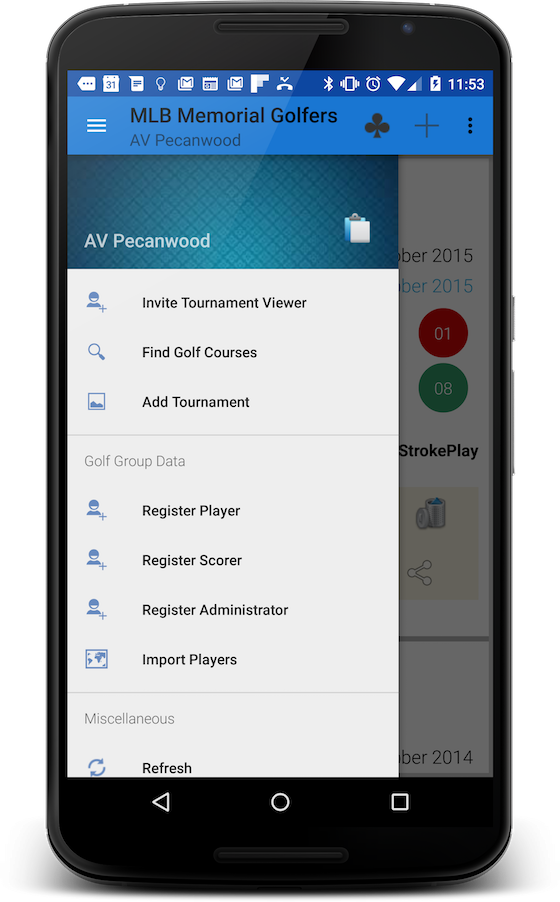 31
11:53
MLB Memorial Golfers
AV Pecanwood
AV Pecanwood
ber 2015
ober 2015
01
08
StrokePlay
Invite Tournament Viewer
Find Golf Courses
Add Tournament
Golf Group Data
Register Player
Register Scorer
Register Administrator
Import Players
Miscellaneous
Refresh
ber 2014